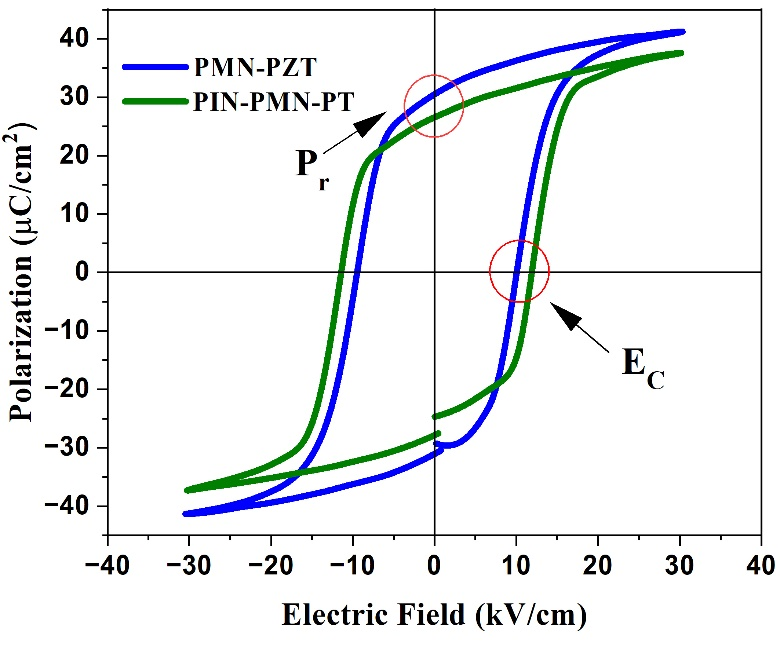 PMN-PZT
PIN-PMN-PT
Pr
EC
Polarization (μC/cm2)
40
30
20
10
0
−10
−20
−30
−40
−40 −30 −20 −10 0 10 20 30 40
Electric Field (kV/cm)